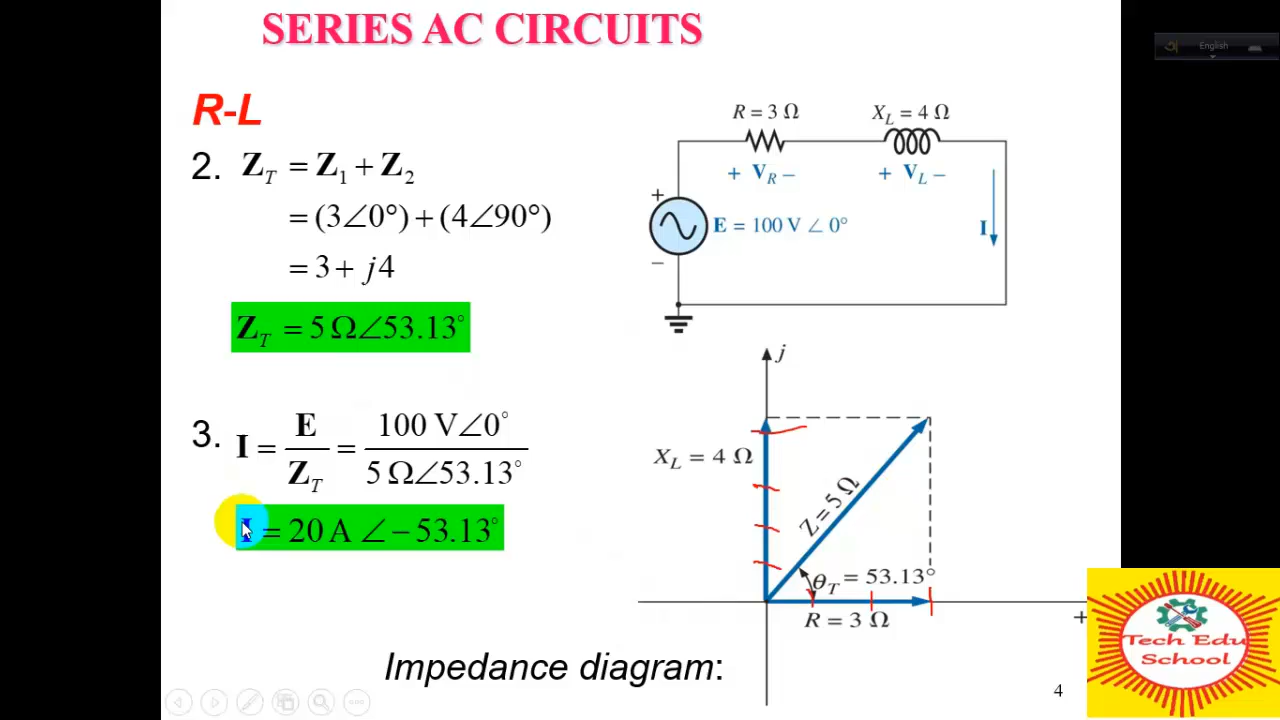 SERIES AC CIRCUITS
English
R-L
2. Z_T = Z_1 + Z_2
= (3∠0°) + (4∠90°)
= 3 + j4
Z_T = 5 Ω∠53.13°
3. I = E/Z_T = 100 V∠0°/5 Ω∠53.13°
I = 20 A ∠ − 53.13°
R = 3 Ω
X_L = 4 Ω
+ V_R −
+ V_L −
+
E = 100 V ∠ 0°
−
I
j
X_L = 4 Ω
Z = 5 Ω
θ_T = 53.13°
R = 3 Ω
+
Impedance diagram:
4
Tech Edu
School